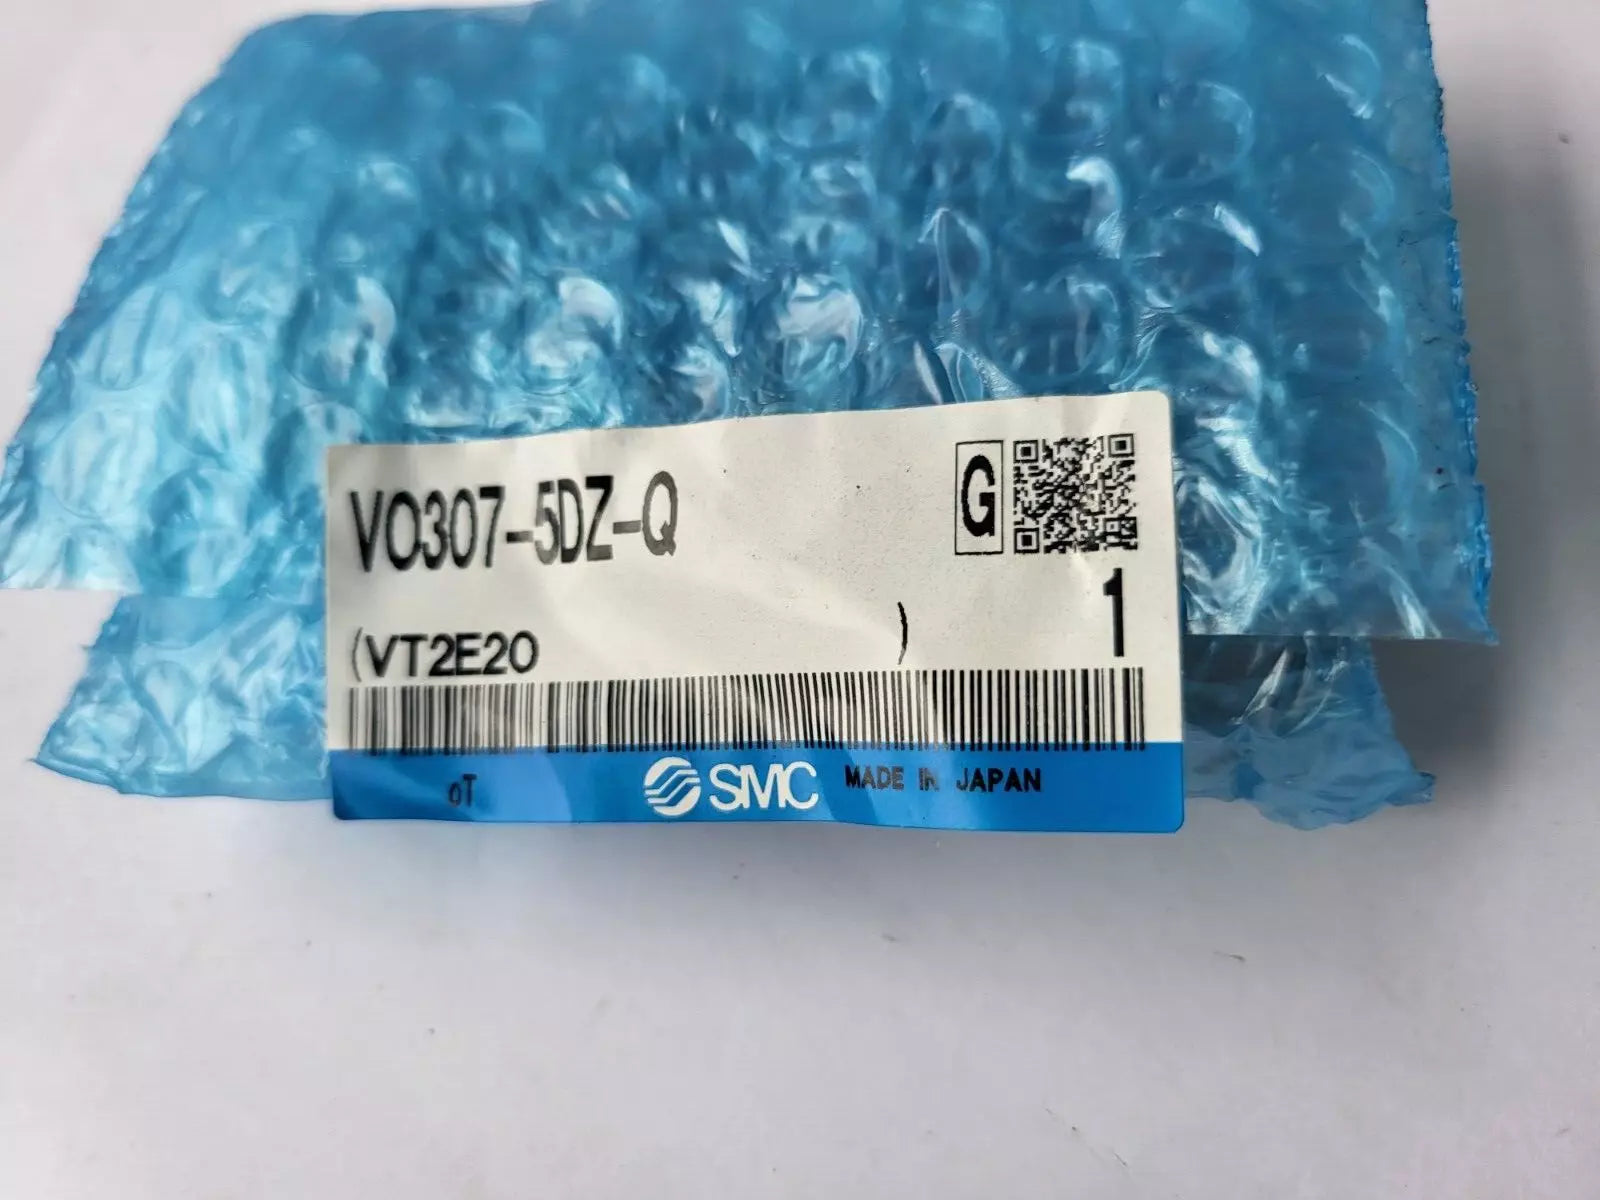 VO307-5DZ-Q
G
(VT2E20 )
1
oT
SMC MADE IN JAPAN